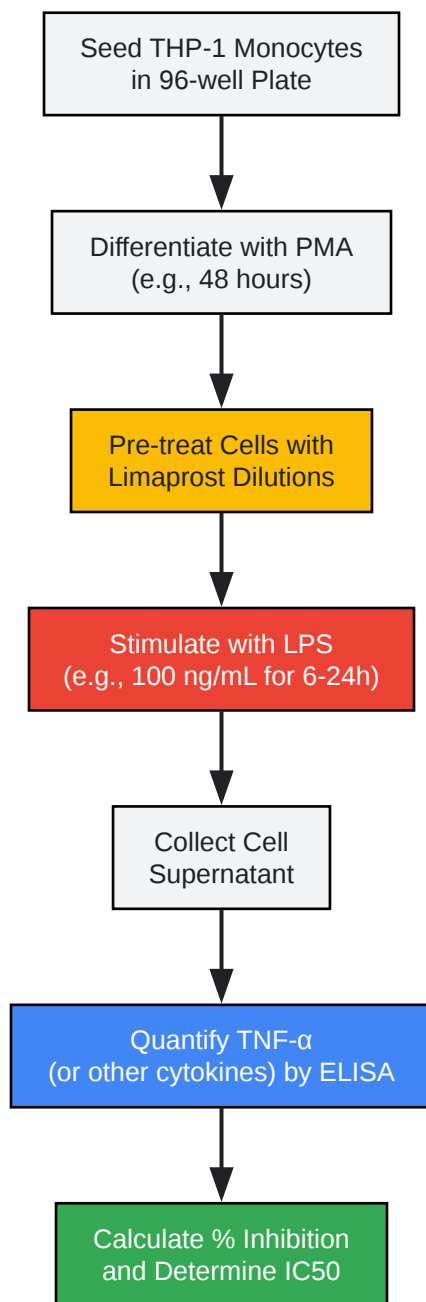 Seed THP-1 Monocytes
in 96-well Plate
Differentiate with PMA
(e.g., 48 hours)
Pre-treat Cells with
Limaprost Dilutions
Stimulate with LPS
(e.g., 100 ng/mL for 6-24h)
Collect Cell
Supernatant
Quantify TNF-α
(or other cytokines) by ELISA
Calculate % Inhibition
and Determine IC50